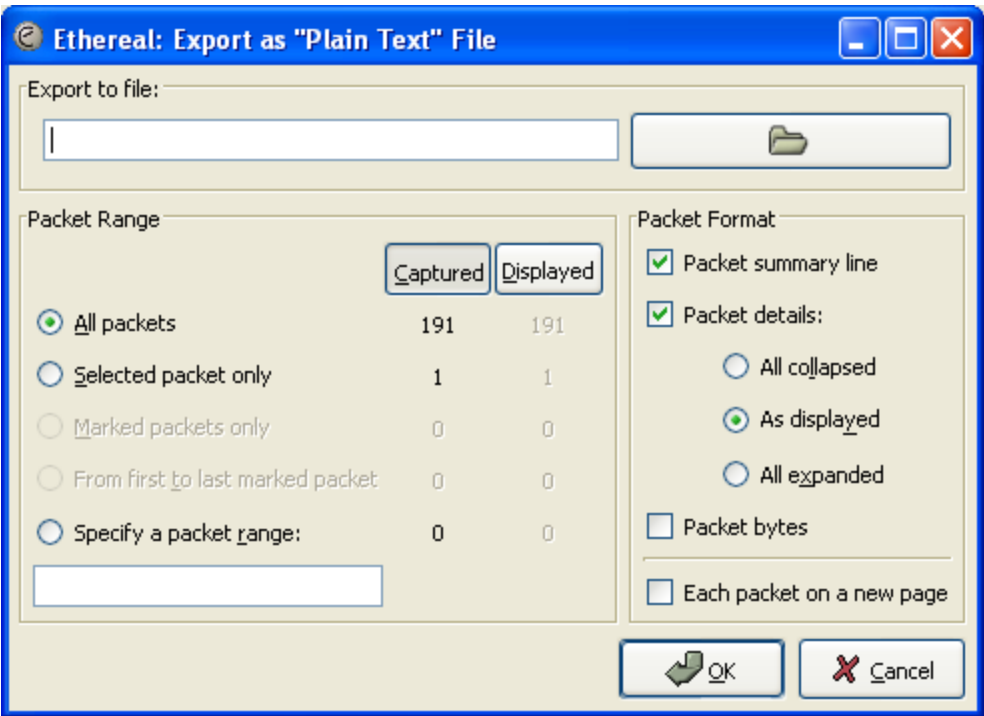 Ethereal: Export as "Plain Text" File
Export to file:
Packet Range
Captured Displayed
All packets 191 191
Selected packet only 1 1
Marked packets only 0 0
From first to last marked packet 0 0
Specify a packet range: 0 0
Packet Format
Packet summary line
Packet details:
All collapsed
As displayed
All expanded
Packet bytes
Each packet on a new page
OK Cancel